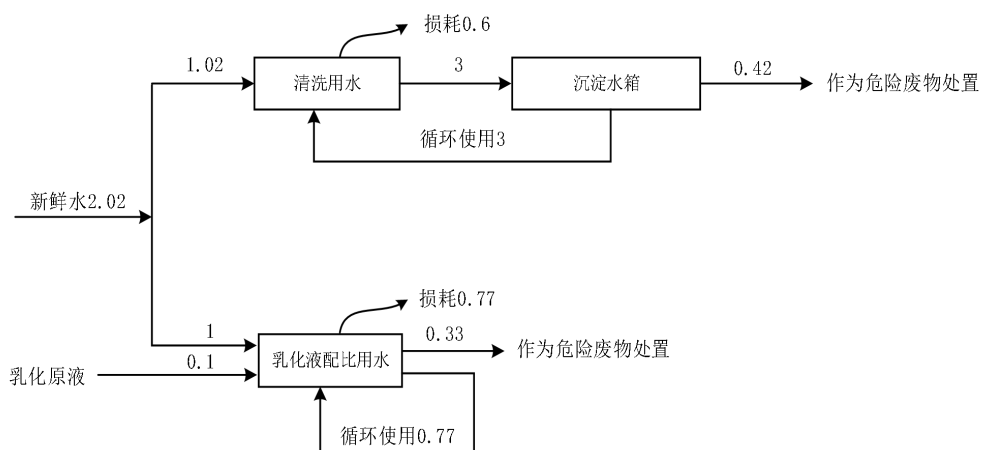 损耗0.6
1.02
清洗用水
3
沉淀水箱
0.42
作为危险废物处置
循环使用3
新鲜水2.02
损耗0.77
1
乳化液配比用水
0.33
作为危险废物处置
0.1
乳化原液
循环使用0.77